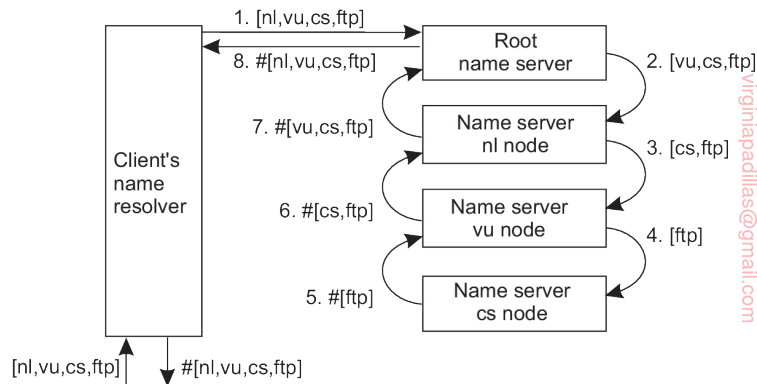 1. [nl,vu,cs,ftp]
8. #[nl,vu,cs,ftp]
Root
name server
2. [vu,cs,ftp]
7. #[vu,cs,ftp]
Name server
nl node
3. [cs,ftp]
Client's
name
resolver
6. #[cs,ftp]
Name server
vu node
4. [ftp]
5. #[ftp]
Name server
cs node
[nl,vu,cs,ftp]
#[nl,vu,cs,ftp]
virginiapadillas@gmail.com